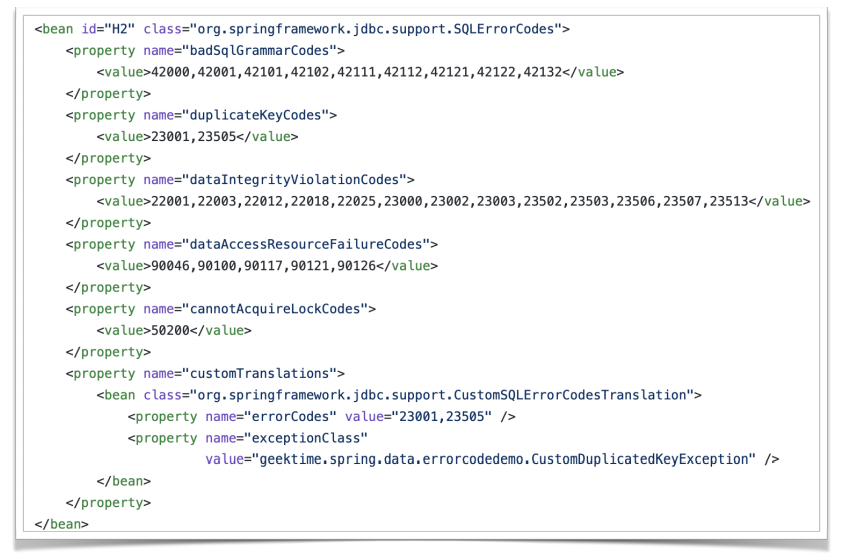 <bean id="H2" class="org.springframework.jdbc.support.SQLErrorCodes">
    <property name="badSqlGrammarCodes">
        <value>42000,42001,42101,42102,42111,42112,42121,42122,42132</value>
    </property>
    <property name="duplicateKeyCodes">
        <value>23001,23505</value>
    </property>
    <property name="dataIntegrityViolationCodes">
        <value>22001,22003,22012,22018,22025,23000,23002,23003,23502,23503,23506,23507,23513</value>
    </property>
    <property name="dataAccessResourceFailureCodes">
        <value>90046,90100,90117,90121,90126</value>
    </property>
    <property name="cannotAcquireLockCodes">
        <value>50200</value>
    </property>
    <property name="customTranslations">
        <bean class="org.springframework.jdbc.support.CustomSQLErrorCodesTranslation">
            <property name="errorCodes" value="23001,23505" />
            <property name="exceptionClass"
                      value="geektime.spring.data.errorcodedemo.CustomDuplicatedKeyException" />
        </bean>
    </property>
</bean>